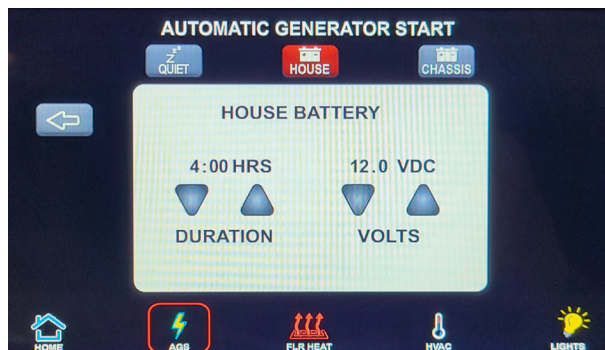 AUTOMATIC GENERATOR START
Z
QUIET
HOUSE
CHASSIS
HOUSE BATTERY
4:00 HRS
12.0 VDC
DURATION
VOLTS
HOME
AGS
FLR HEAT
HVAC
LIGHTS